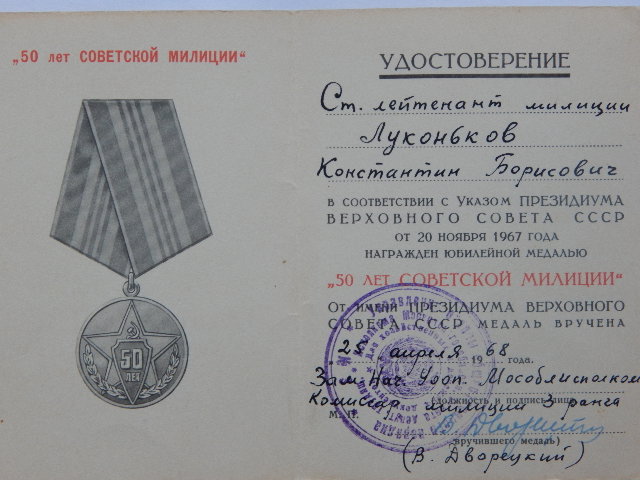 „50 лет СОВЕТСКОЙ МИЛИЦИИ“
50
ЛЕТ
УДОСТОВЕРЕНИЕ
Ст. лейтенант милиции
Луконьков
Константин Борисович
В СООТВЕТСТВИИ С УКАЗОМ ПРЕЗИДИУМА
ВЕРХОВНОГО СОВЕТА СССР
ОТ 20 НОЯБРЯ 1967 ГОДА
НАГРАЖДЕН ЮБИЛЕЙНОЙ МЕДАЛЬЮ
"50 ЛЕТ СОВЕТСКОЙ МИЛИЦИИ“
ОТ ИМЕНИ ПРЕЗИДИУМА ВЕРХОВНОГО
СОВЕТА СССР МЕДАЛЬ ВРУЧЕНА
апреля 1968 года.
Зам. Нач. Мособлисполкома
(должность и подпись лица,
Комиссар милиции 3 ранга
М. П.
В. Дворецкий
вручившего медаль)
(В. Дворецкий)